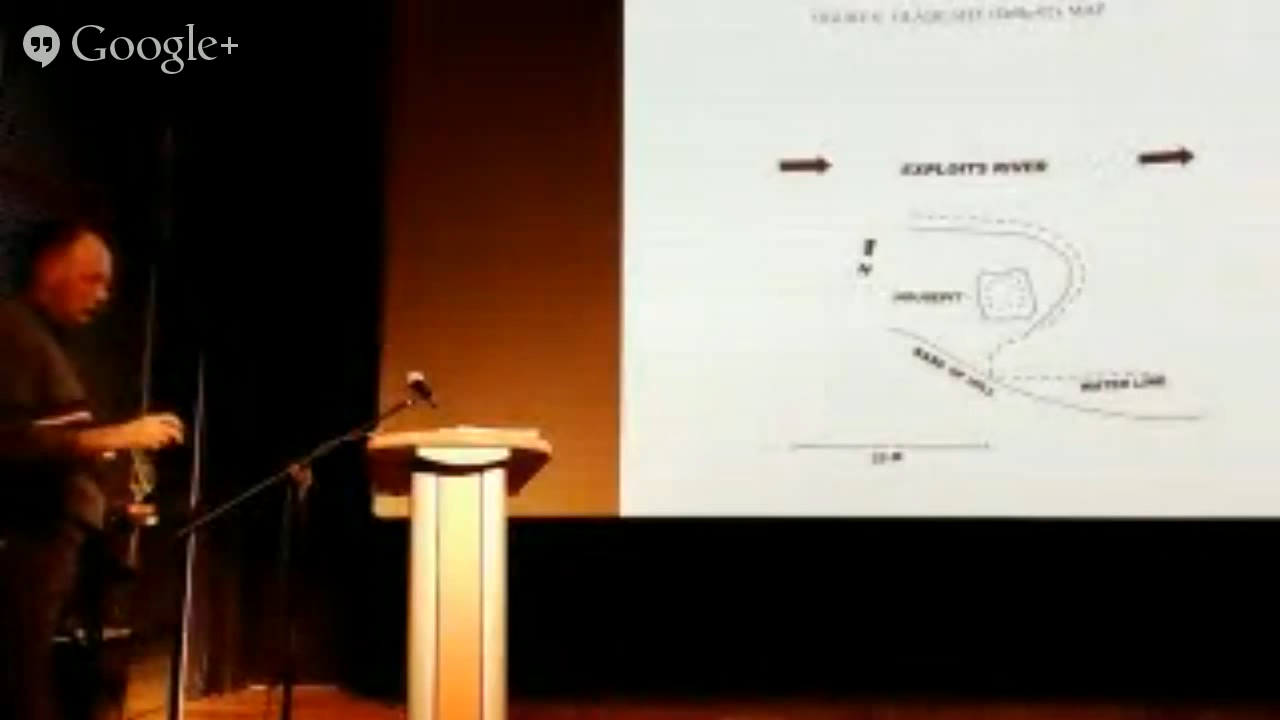 Google+
EXPLOITS RIVER
N
HOUSEPIT
BASE OF HILL
WATER LINE